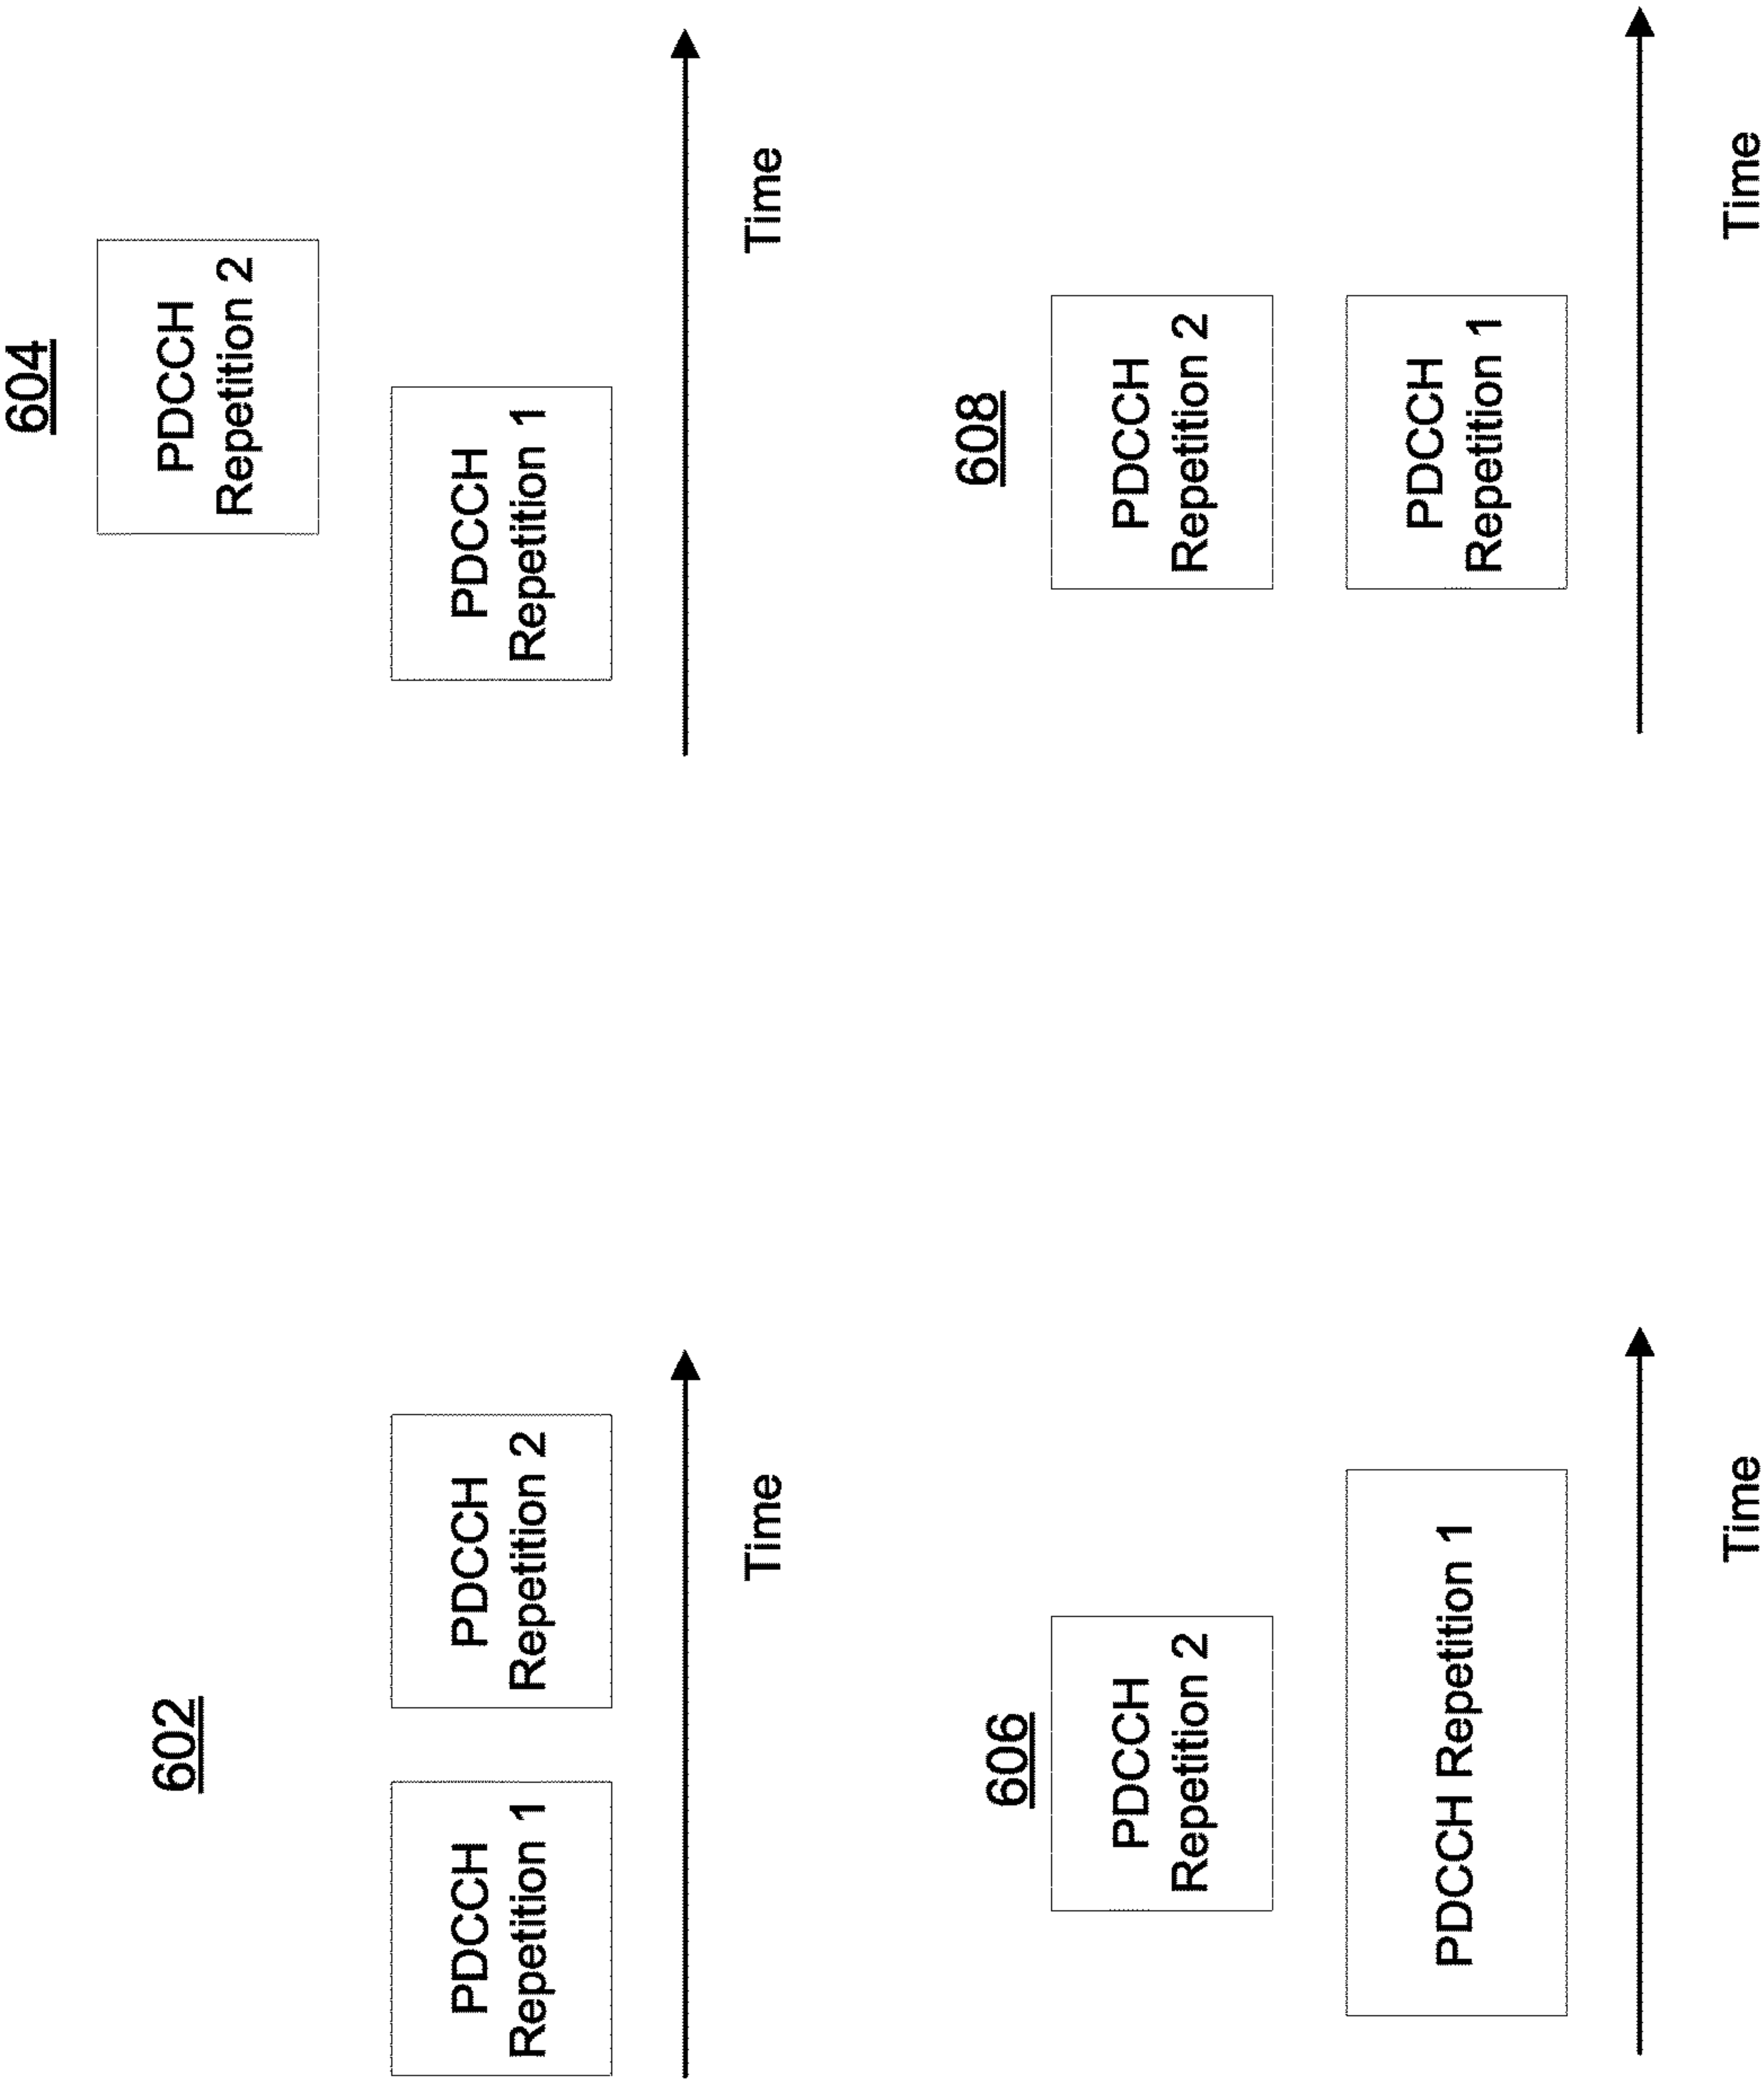 602
PDCCH
Repetition 1
PDCCH
Repetition 2
Time
604
PDCCH
Repetition 2
PDCCH
Repetition 1
Time
606
PDCCH
Repetition 2
PDCCH Repetition 1
Time
608
PDCCH
Repetition 2
PDCCH
Repetition 1
Time